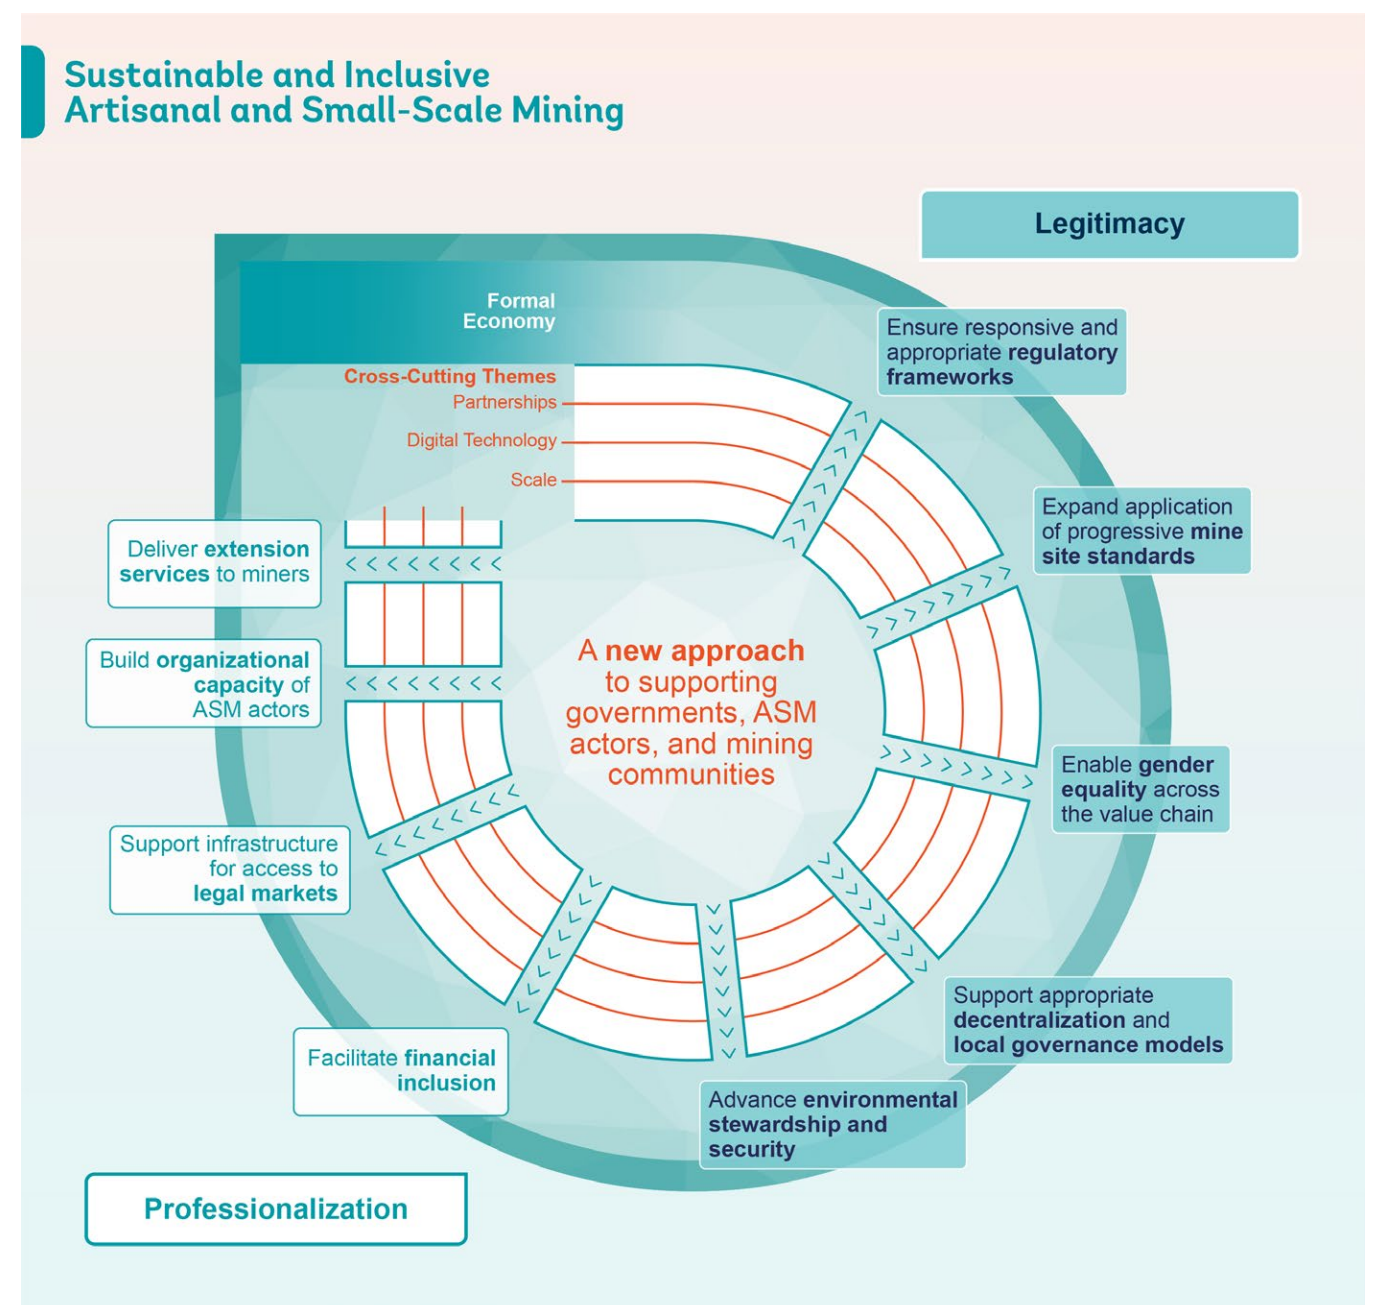 Sustainable and Inclusive
Artisanal and Small-Scale Mining
Legitimacy
Formal
Economy
Cross-Cutting Themes
Partnerships
Digital Technology
Scale
Ensure responsive and
appropriate regulatory
frameworks
Expand application
of progressive mine
site standards
Enable gender
equality across
the value chain
Support appropriate
decentralization and
local governance models
Advance environmental
stewardship and
security
A new approach
to supporting
governments, ASM
actors, and mining
communities
Deliver extension
services to miners
Build organizational
capacity of
ASM actors
Support infrastructure
for access to
legal markets
Facilitate financial
inclusion
Professionalization